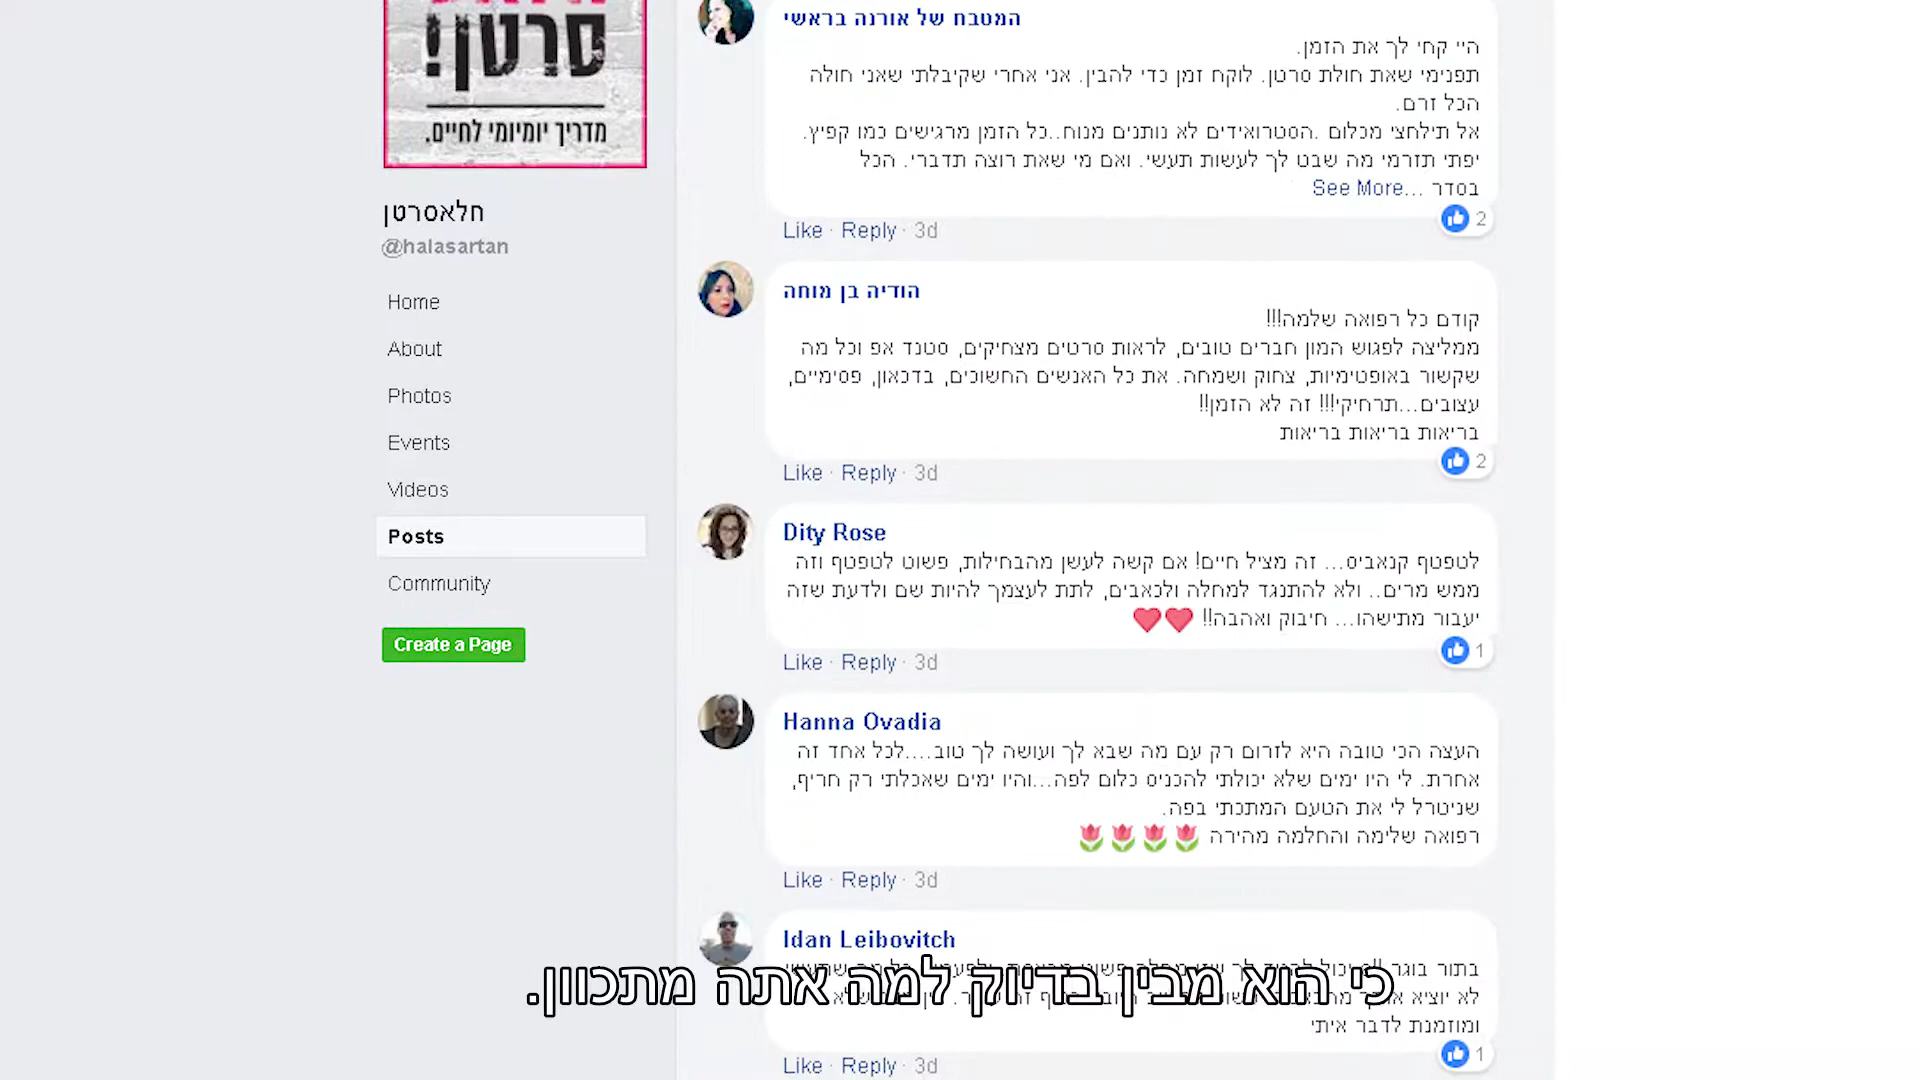 סרטן!
מדריך יומיומי לחיים.
חלאסרטן
@halasartan
Home
About
Photos
Events
Videos
Posts
Community
Create a Page
המטבח של אורנה בראשי
היי קחי לך את הזמן.
תפנימי שאת חולת סרטן. לוקח זמן כדי להבין. אני אחרי שקיבלתי שאני חולה
הכל זרם.
אל תילחצי מכלום .הסטרואידים לא נותנים מנוח..כל הזמן מרגישים כמו קפיץ.
יפתי תזרמי מה שבט לך לעשות תעשי. ואם מי שאת רוצה תדברי. הכל
בסדר ...See More
2
Like · Reply · 3d
הודיה בן מוחה
קודם כל רפואה שלמה!!!
ממליצה לפגוש המון חברים טובים, לראות סרטים מצחיקים, סטנד אפ וכל מה
שקשור באופטימיות, צחוק ושמחה. את כל האנשים החשוכים, בדכאון, פסימיים,
עצובים...תרחיקי!!! זה לא הזמן!!
בריאות בריאות בריאות
2
Like · Reply · 3d
Dity Rose
לטפטף קנאביס... זה מציל חיים! אם קשה לעשן מהבחילות, פשוט לטפטף וזה
ממש מרים.. ולא להתנגד למחלה ולכאבים, לתת לעצמך להיות שם ולדעת שזה
יעבור מתישהו... חיבוק ואהבה!! ❤❤
1
Like · Reply · 3d
Hanna Ovadia
העצה הכי טובה היא לזרום רק עם מה שבא לך ועושה לך טוב....לכל אחד זה
אחרת. לי היו ימים שלא יכולתי להכניס כלום לפה...והיו ימים שאכלתי רק חריף,
שניטרל לי את הטעם המתכתי בפה.
רפואה שלימה והחלמה מהירה 🌷🌷🌷🌷
Like · Reply · 3d
Idan Leibovitch
בתור בוגר
לא יוציא
ומוזמנת לדבר איתי
1
Like · Reply · 3d
כי הוא מבין בדיוק למה אתה מתכוון.